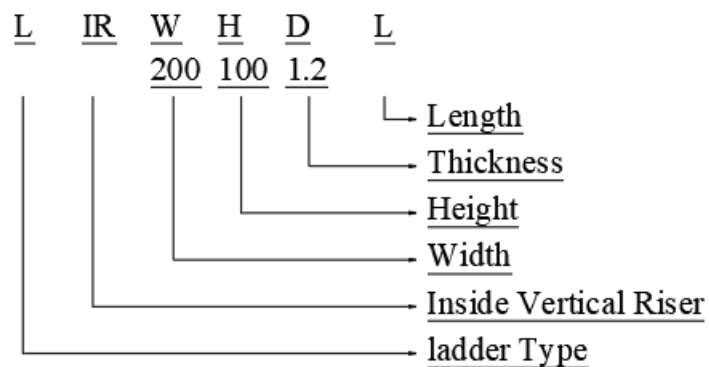 L IR W H D L
200 100 1.2
Length
Thickness
Height
Width
Inside Vertical Riser
ladder Type